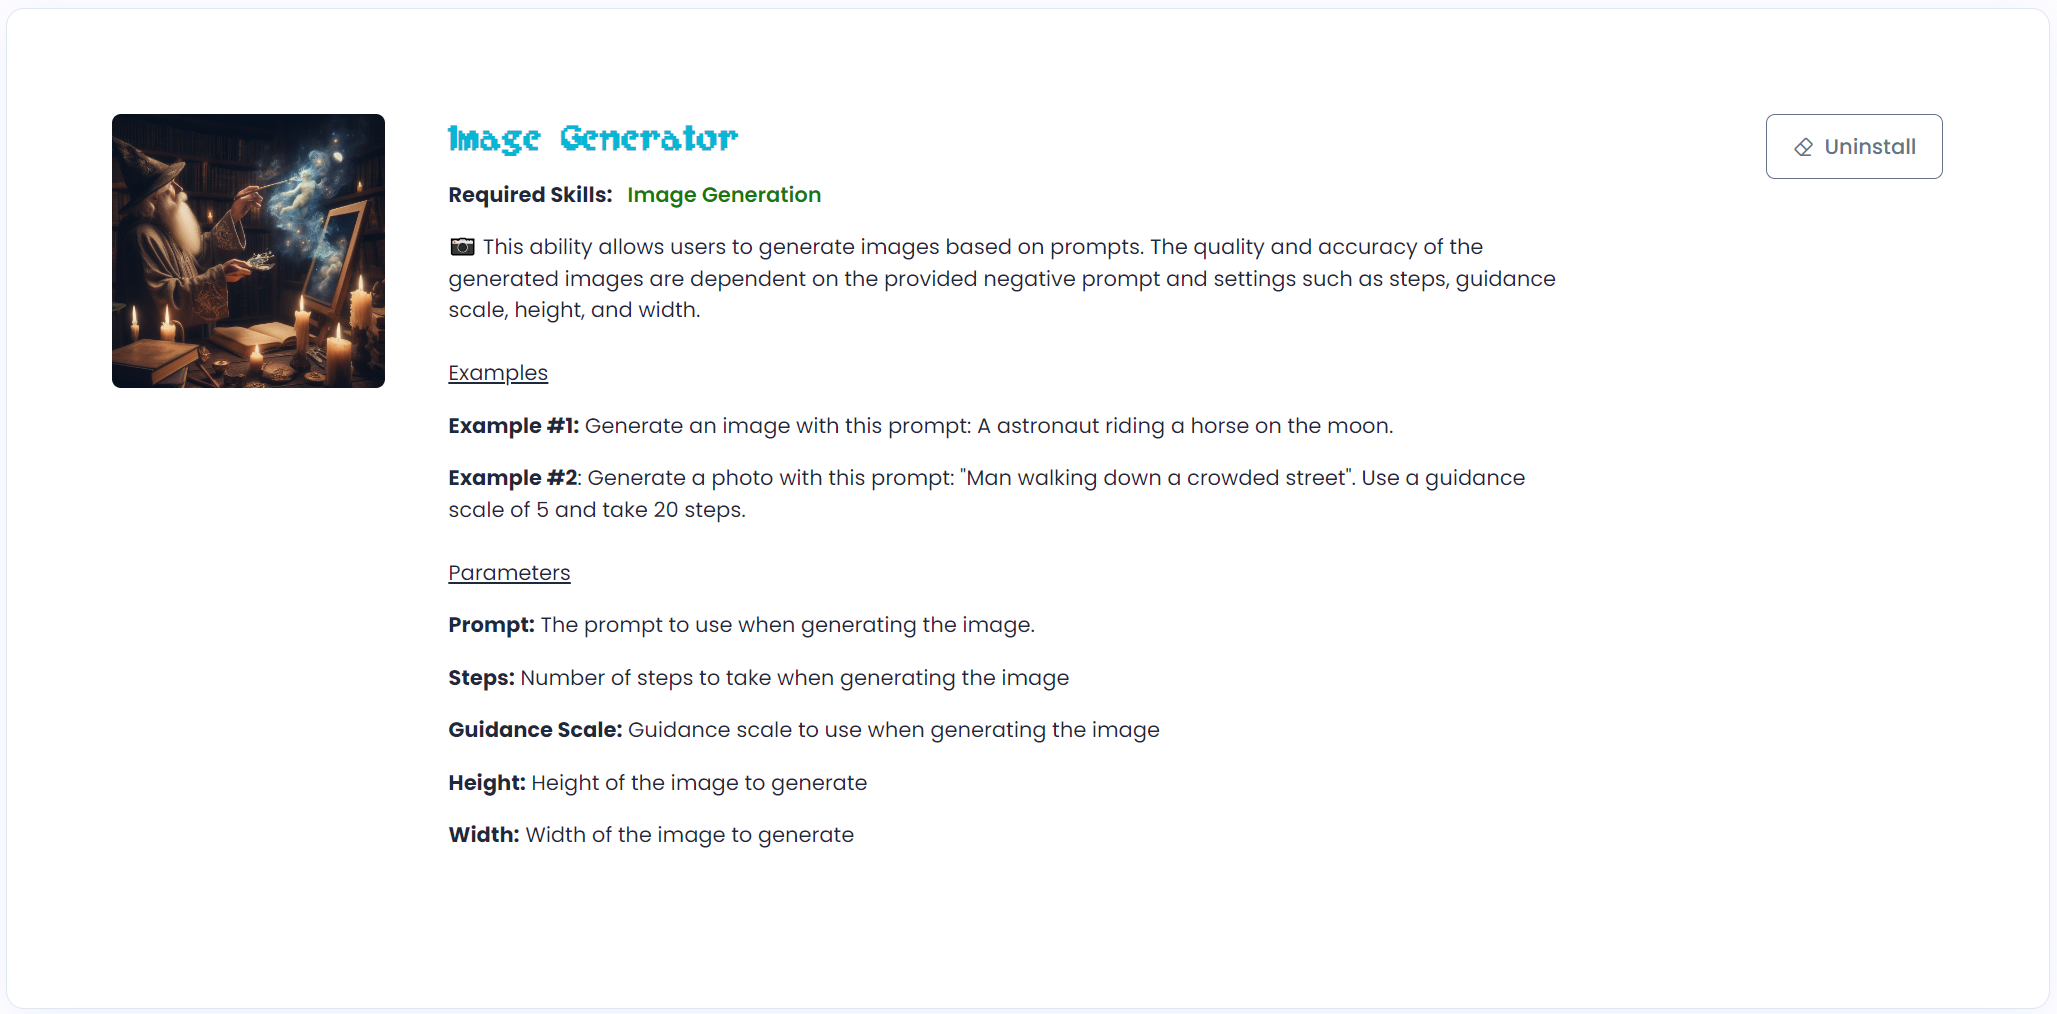 Image Generator
Uninstall
Required Skills: Image Generation
📷 This ability allows users to generate images based on prompts. The quality and accuracy of the
generated images are dependent on the provided negative prompt and settings such as steps, guidance
scale, height, and width.
Examples
Example #1: Generate an image with this prompt: A astronaut riding a horse on the moon.
Example #2: Generate a photo with this prompt: "Man walking down a crowded street". Use a guidance
scale of 5 and take 20 steps.
Parameters
Prompt: The prompt to use when generating the image.
Steps: Number of steps to take when generating the image
Guidance Scale: Guidance scale to use when generating the image
Height: Height of the image to generate
Width: Width of the image to generate